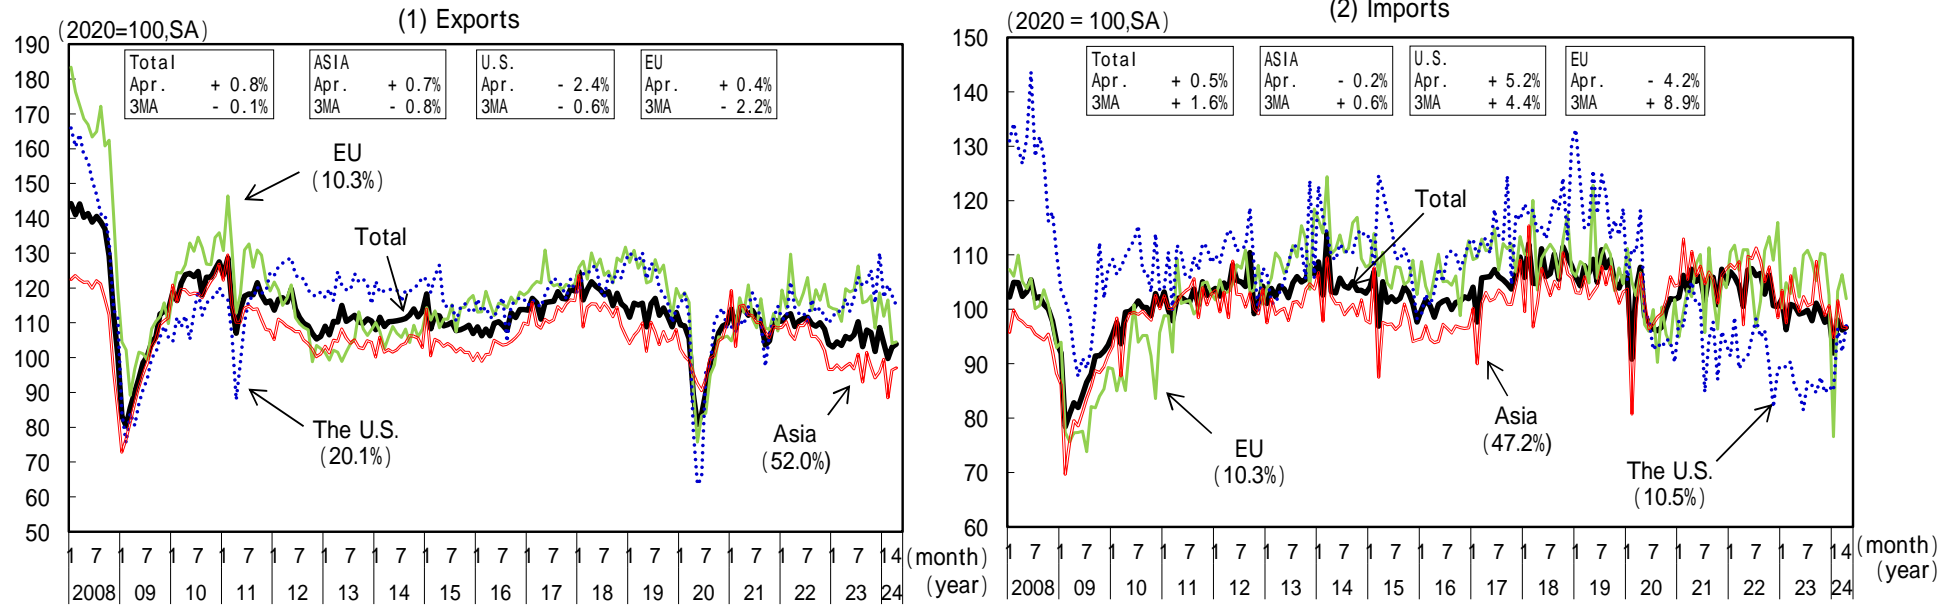 (1) Exports
(2020=100,SA)
190
180
170
160
150
140
130
120
110
100
90
80
70
60
50
Total
Apr. + 0.8%
3MA - 0.1%
ASIA
Apr. + 0.7%
3MA - 0.8%
U.S.
Apr. - 2.4%
3MA - 0.6%
EU
Apr. + 0.4%
3MA - 2.2%
EU
(10.3%)
Total
The U.S.
(20.1%)
Asia
(52.0%)
1 7 1 7 1 7 1 7 1 7 1 7 1 7 1 7 1 7 1 7 1 7 1 7 1 7 1 7 1 7 1 7 14 (month)
2008 09 10 11 12 13 14 15 16 17 18 19 20 21 22 23 24 (year)
(2) Imports
(2020 = 100,SA)
150
140
130
120
110
100
90
80
70
60
Total
Apr. + 0.5%
3MA + 1.6%
ASIA
Apr. - 0.2%
3MA + 0.6%
U.S.
Apr. + 5.2%
3MA + 4.4%
EU
Apr. - 4.2%
3MA + 8.9%
Total
EU
(10.3%)
Asia
(47.2%)
The U.S.
(10.5%)
1 7 1 7 1 7 1 7 1 7 1 7 1 7 1 7 1 7 1 7 1 7 1 7 1 7 1 7 1 7 1 7 14 (month)
2008 09 10 11 12 13 14 15 16 17 18 19 20 21 22 23 24 (year)